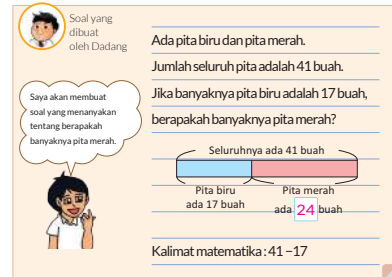 Soal yang
dibuat
oleh Dadang
Ada pita biru dan pita merah.
Jumlah seluruh pita adalah 41 buah.
Jika banyaknya pita biru adalah 17 buah,
berapakah banyaknya pita merah?
Saya akan membuat
soal yang menanyakan
tentang berapakah
banyaknya pita merah.
Seluruhnya ada 41 buah
Pita biru
ada 17 buah
Pita merah
ada 24 buah
Kalimat matematika : 41 – 17